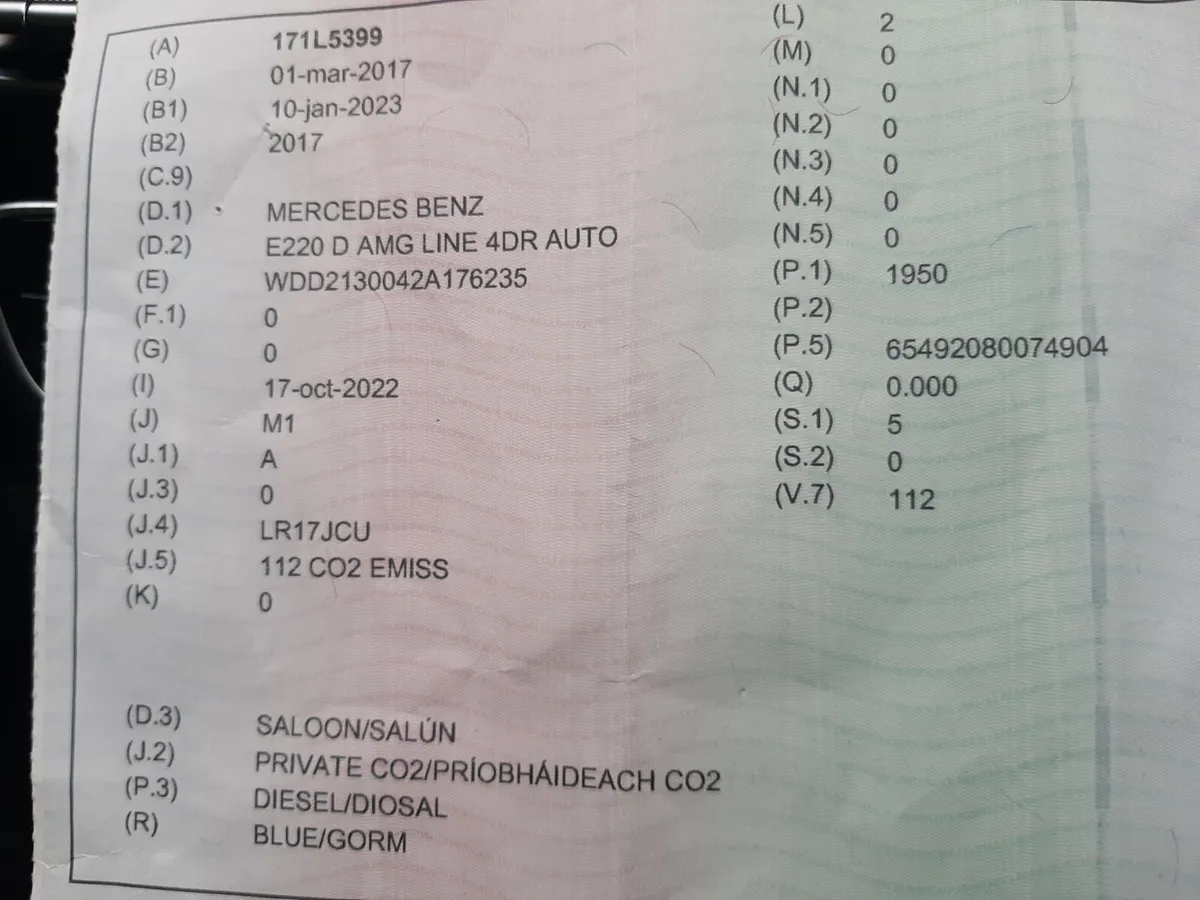 (A) 171L5399
(B) 01-mar-2017
(B1) 10-jan-2023
(B2) 2017
(C.9)
(D.1) MERCEDES BENZ
(D.2) E220 D AMG LINE 4DR AUTO
(E) WDD2130042A176235
(F.1) 0
(G) 0
(I) 17-oct-2022
(J) M1
(J.1) A
(J.3) 0
(J.4) LR17JCU
(J.5) 112 CO2 EMISS
(K) 0
(L) 2
(M) 0
(N.1) 0
(N.2) 0
(N.3) 0
(N.4) 0
(N.5) 0
(P.1) 1950
(P.2)
(P.5) 65492080074904
(Q) 0.000
(S.1) 5
(S.2) 0
(V.7) 112
(D.3) SALOON/SALÚN
(J.2) PRIVATE CO2/PRÍOBHÁIDEACH CO2
(P.3) DIESEL/DIOSAL
(R) BLUE/GORM